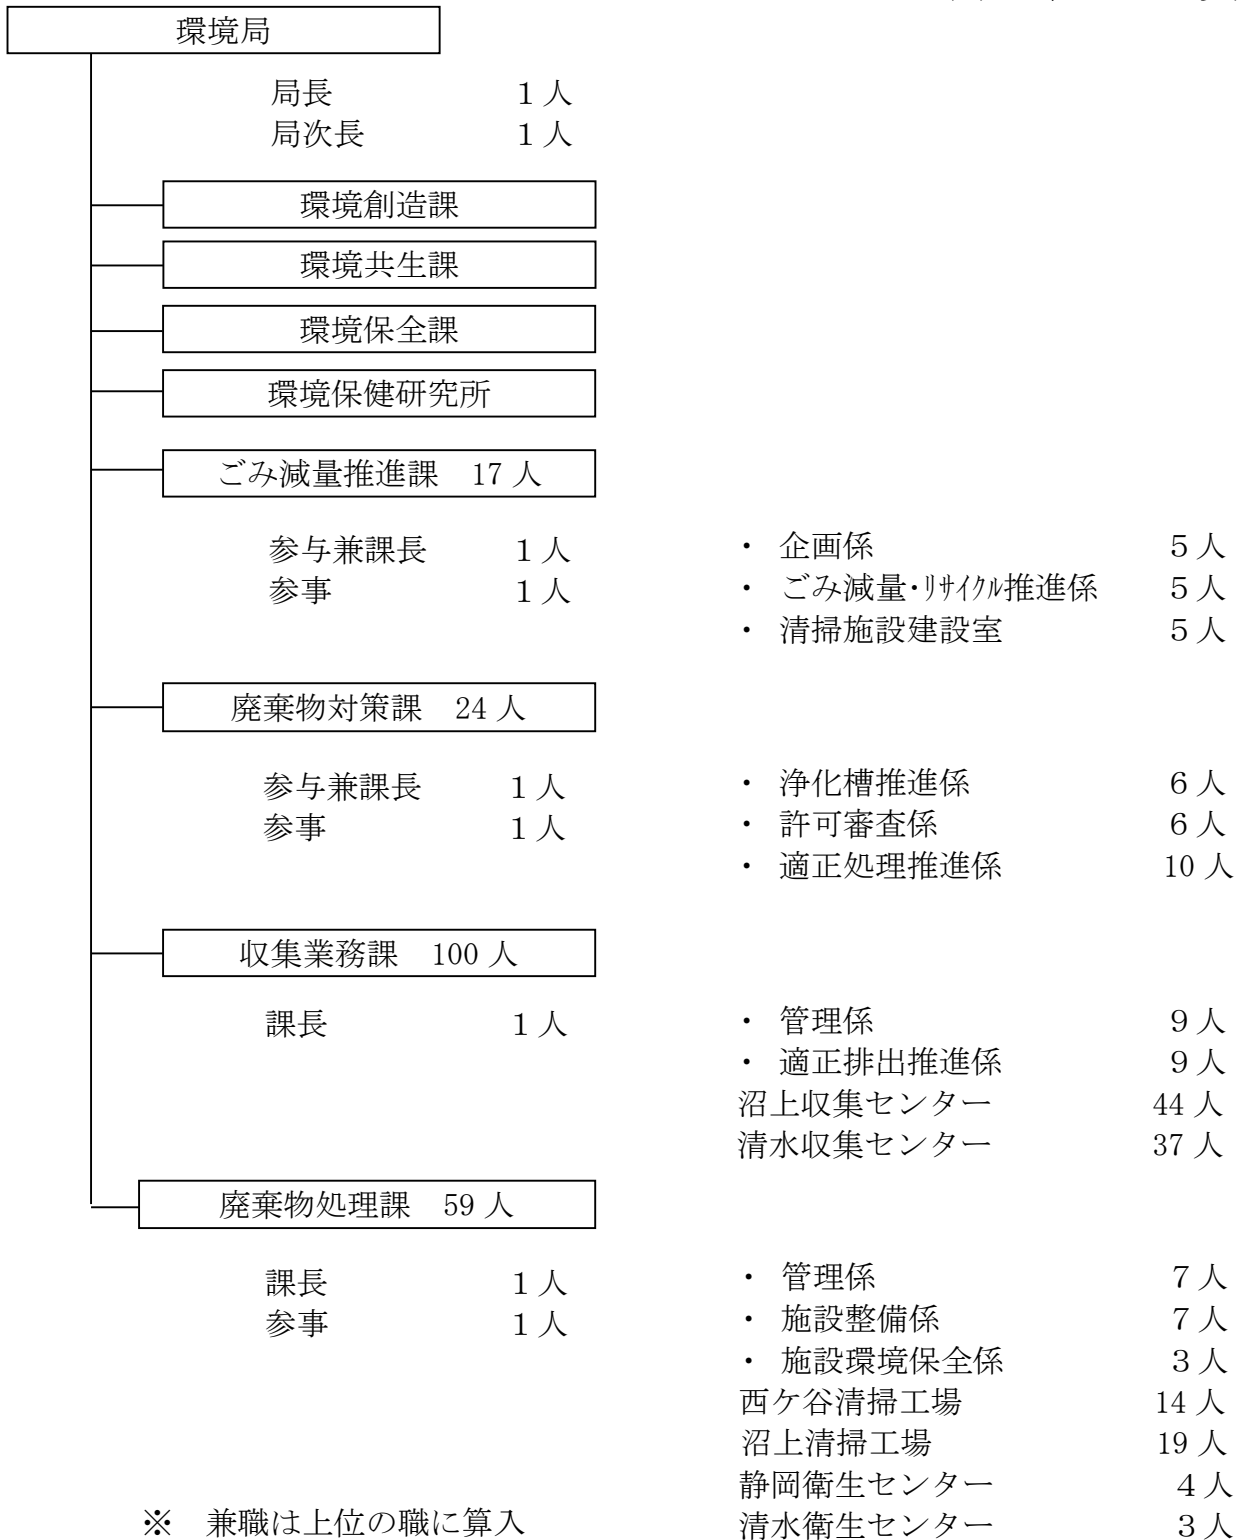 環境局
局長 1人
局次長 1人
環境創造課
環境共生課
環境保全課
環境保健研究所
ごみ減量推進課 17人
参与兼課長 1人
参事 1人
・ 企画係 5人
・ ごみ減量・ﾘｻｲｸﾙ推進係 5人
・ 清掃施設建設室 5人
廃棄物対策課 24人
参与兼課長 1人
参事 1人
・ 浄化槽推進係 6人
・ 許可審査係 6人
・ 適正処理推進係 10人
収集業務課 100人
課長 1人
・ 管理係 9人
・ 適正排出推進係 9人
沼上収集センター 44人
清水収集センター 37人
廃棄物処理課 59人
課長 1人
参事 1人
・ 管理係 7人
・ 施設整備係 7人
・ 施設環境保全係 3人
西ケ谷清掃工場 14人
沼上清掃工場 19人
静岡衛生センター 4人
清水衛生センター 3人
※ 兼職は上位の職に算入